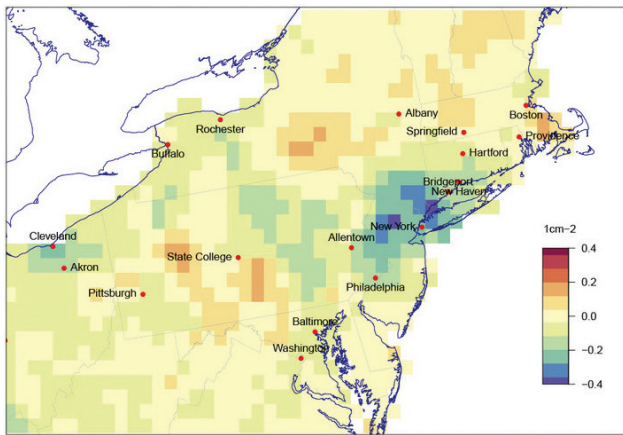 Albany
Boston
Rochester
Springfield
Providence
Buffalo
Hartford
Bridgeport
New Haven
New York
Cleveland
Allentown
State College
Akron
Philadelphia
Pittsburgh
Baltimore
Washington
1cm-2
0.4
0.2
0.0
−0.2
−0.4